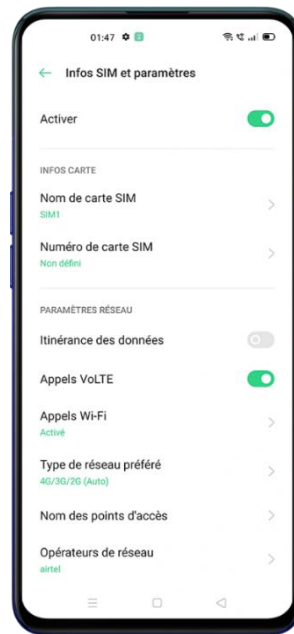 01:47
Infos SIM et paramètres
Activer
INFOS CARTE
Nom de carte SIM
SIM1
Numéro de carte SIM
Non défini
PARAMÈTRES RÉSEAU
Itinérance des données
Appels VoLTE
Appels Wi-Fi
Activé
Type de réseau préféré
4G/3G/2G (Auto)
Nom des points d'accès
Opérateurs de réseau
airtel